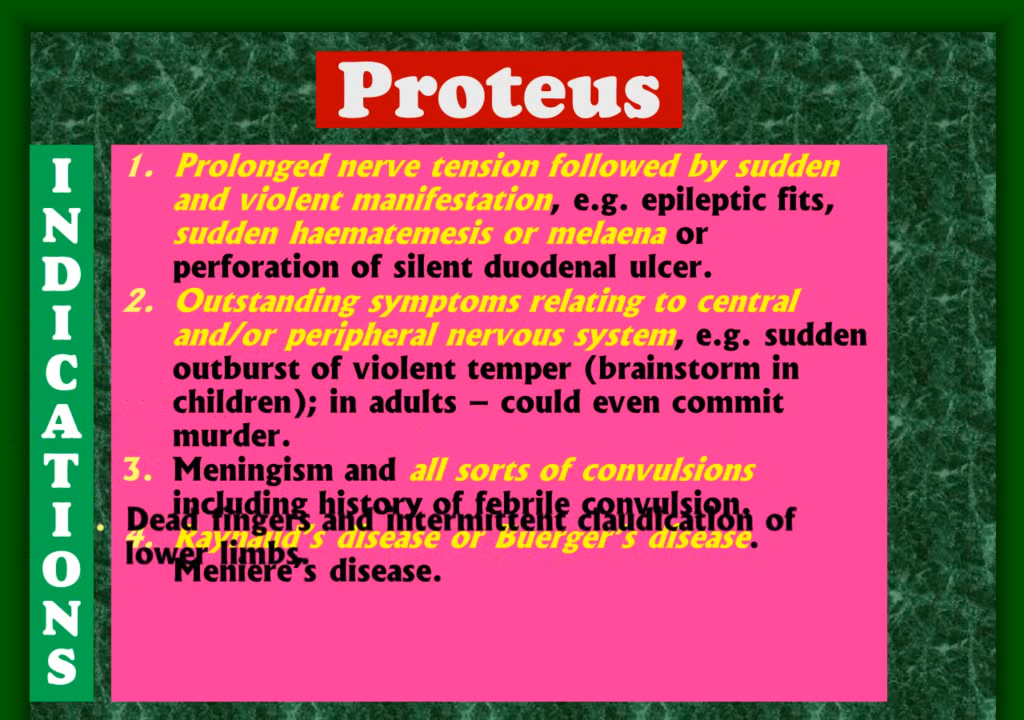 Proteus
INDICATIONS
1. Prolonged nerve tension followed by sudden
and violent manifestation, e.g. epileptic fits,
sudden haematemesis or melaena or
perforation of silent duodenal ulcer.
2. Outstanding symptoms relating to central
and/or peripheral nervous system, e.g. sudden
outburst of violent temper (brainstorm in
children); in adults – could even commit
murder.
3. Meningism and all sorts of convulsions
including history of febrile convulsion.
• Dead fingers and intermittent claudication of
4. Raynaud's disease or Buerger's disease.
lower limbs.
Meniere's disease.